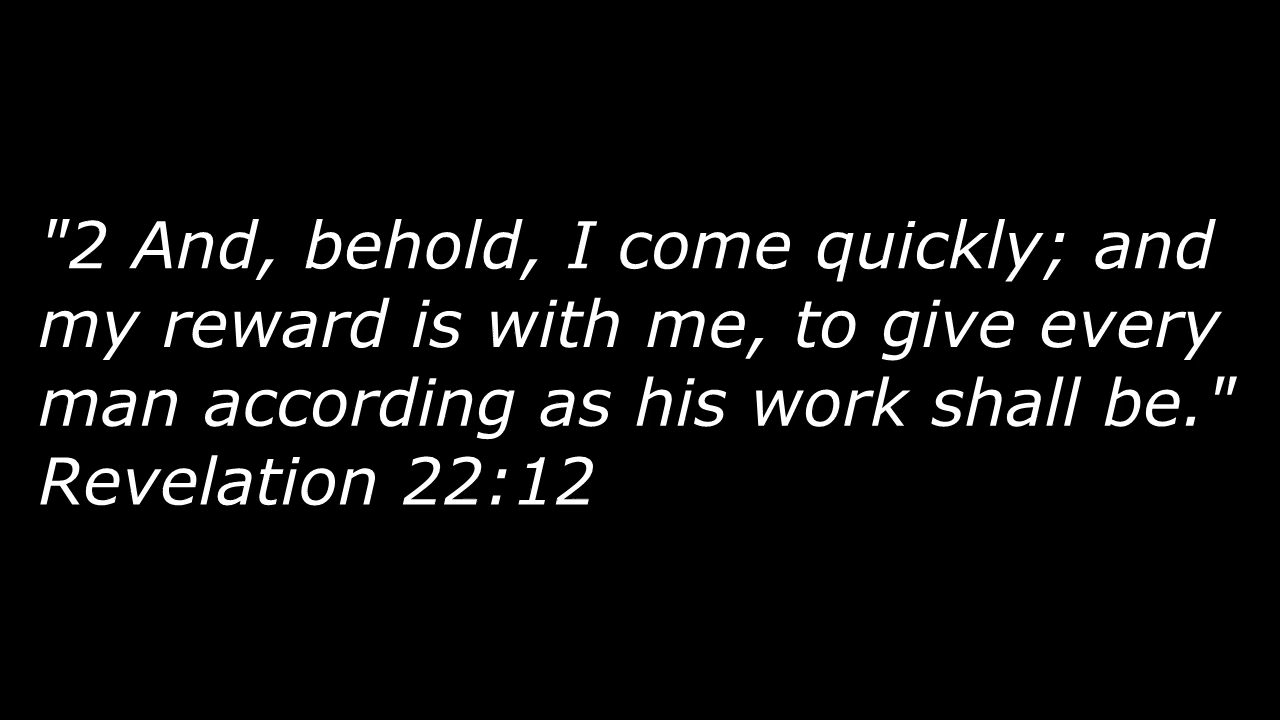 "2 And, behold, I come quickly; and
my reward is with me, to give every
man according as his work shall be."
Revelation 22:12